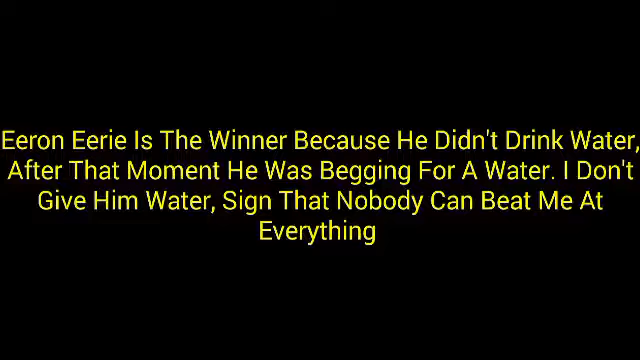 Eeron Eerie Is The Winner Because He Didn't Drink Water,
After That Moment He Was Begging For A Water. I Don't
Give Him Water, Sign That Nobody Can Beat Me At
Everything